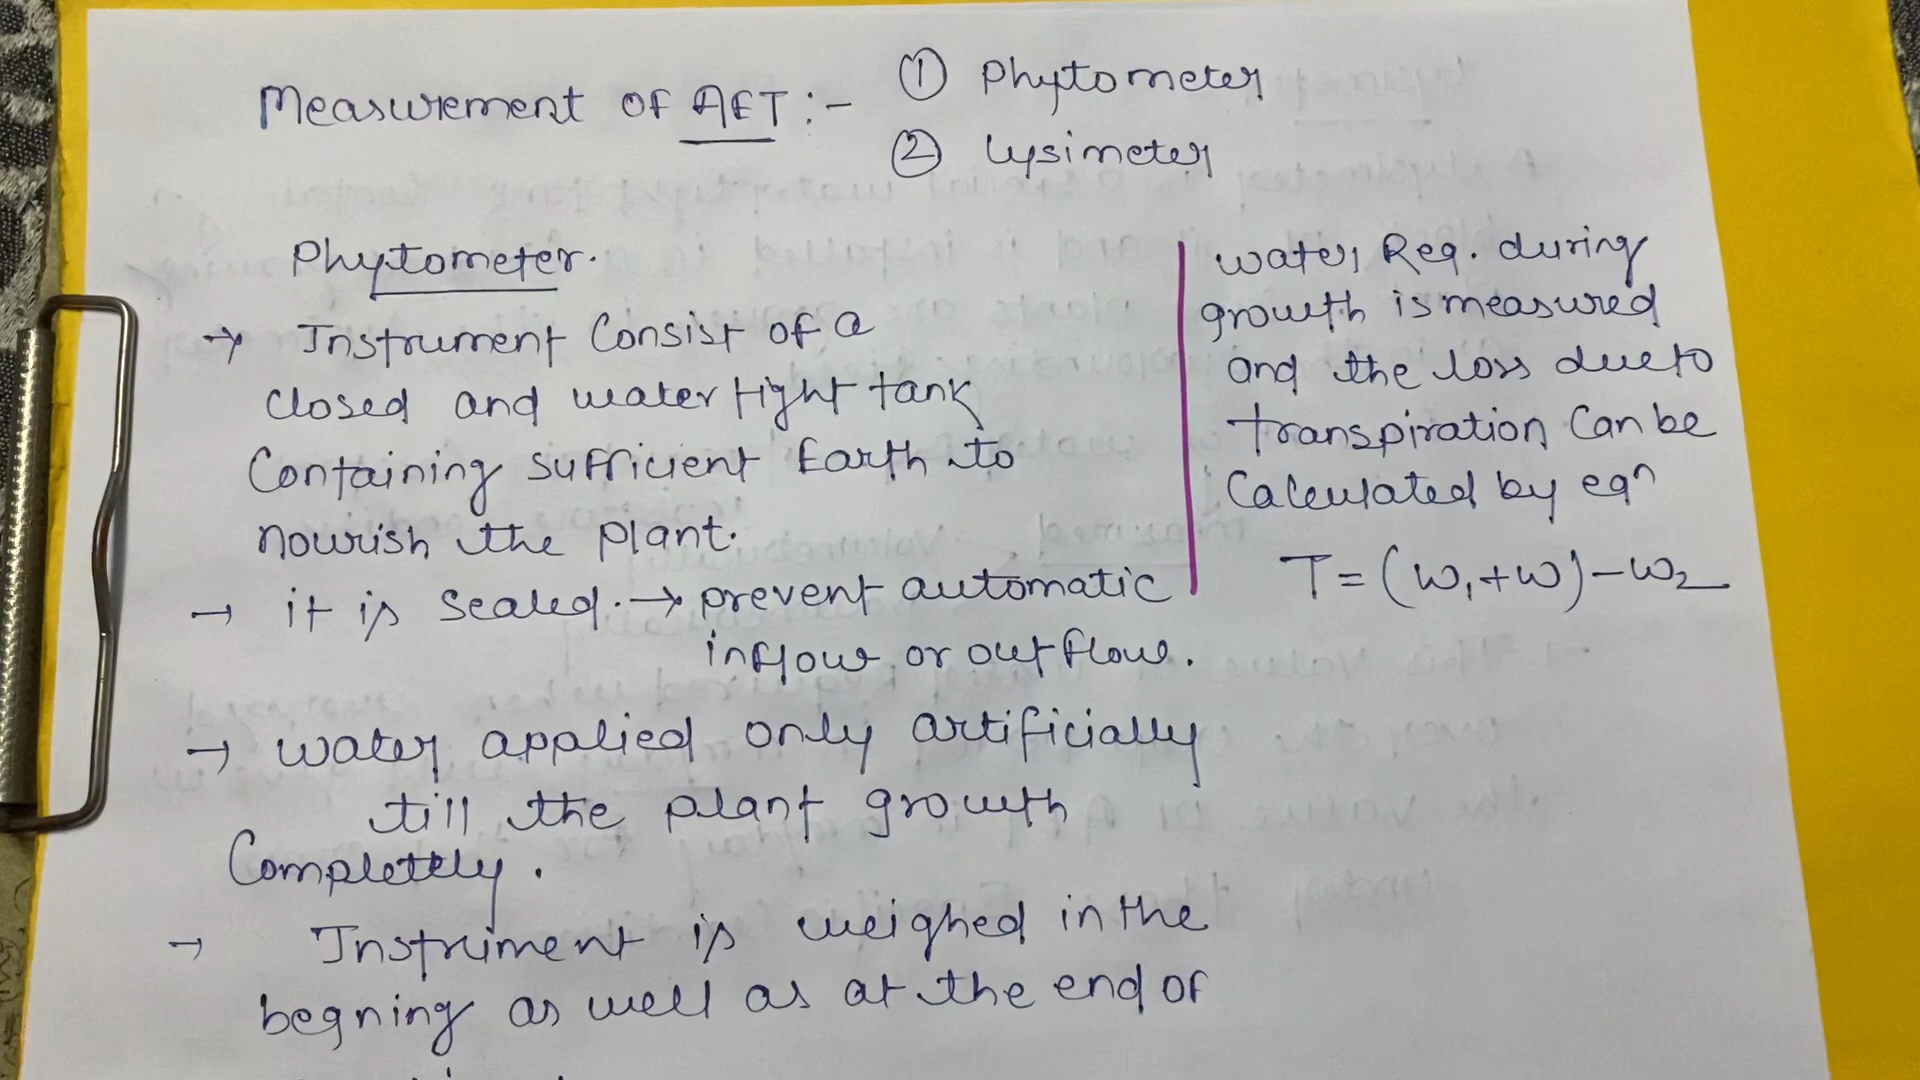 Measurement of AET :-
① Phytometer
② Lysimeter
Phytometer.
→ Instrument Consist of a
closed and water tight tank
Containing sufficient Earth to
nourish the plant.
→ it is Sealed. → prevent automatic
inflow or outflow.
→ water applied only artificially
till the plant growth
Completely.
→ Instriment is weighed in the
begning as well as at the end of
water Req. during
growth is measured
and the loss due to
transpiration Can be
Calculated by eqⁿ
T = (w₁+w) - w₂